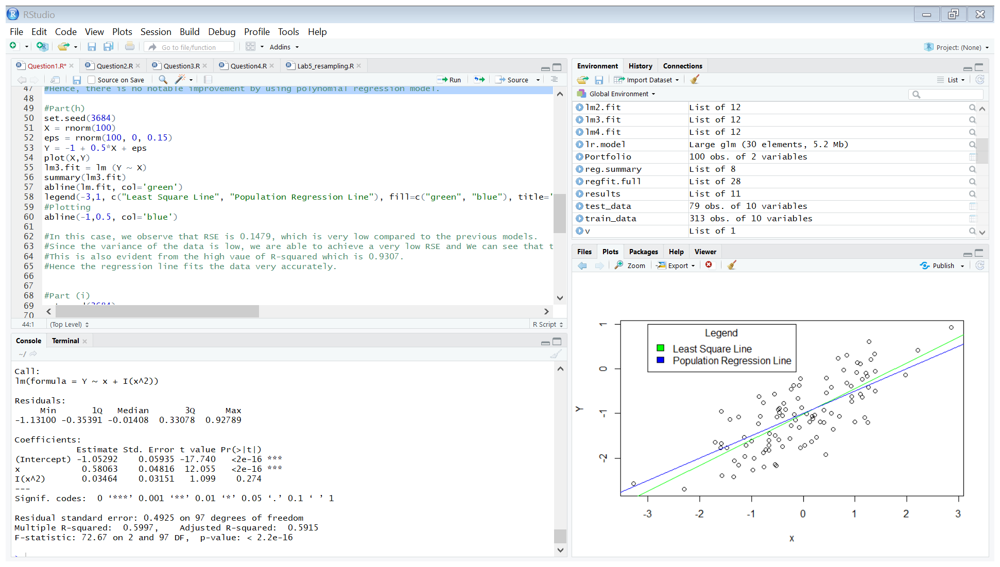 RStudio
File Edit Code View Plots Session Build Debug Profile Tools Help
Go to file/function Addins Project: (None)
Question1.R* Question2.R Question3.R Question4.R Lab5_resampling.R
Source on Save Run Source
47 #Hence, there is no notable improvement by using polynomial regression model.
48
49 #Part(h)
50 set.seed(3684)
51 X = rnorm(100)
52 eps = rnorm(100, 0, 0.15)
53 Y = -1 + 0.5*X + eps
54 plot(X,Y)
55 lm3.fit = lm (Y ~ X)
56 summary(lm3.fit)
57 abline(lm.fit, col='green')
58 legend(-3,1, c("Least Square Line", "Population Regression Line"), fill=c("green", "blue"), title='
59 #Plotting
60 abline(-1,0.5, col='blue')
61
62 #In this case, we observe that RSE is 0.1479, which is very low compared to the previous models.
63 #Since the variance of the data is low, we are able to achieve a very low RSE and We can see that t
64 #This is also evident from the high vaue of R-squared which is 0.9307.
65 #Hence the regression line fits the data very accurately.
66
67
68 #Part (i)
69
70
44:1 (Top Level) R Script
Console Terminal
~/
Call:
lm(formula = Y ~ x + I(x^2))
Residuals:
Min 1Q Median 3Q Max
-1.13100 -0.35391 -0.01408 0.33078 0.92789
Coefficients:
Estimate Std. Error t value Pr(>|t|)
(Intercept) -1.05292 0.05935 -17.740 <2e-16 ***
x 0.58063 0.04816 12.055 <2e-16 ***
I(x^2) 0.03464 0.03151 1.099 0.274
---
Signif. codes: 0 ‘***’ 0.001 ‘**’ 0.01 ‘*’ 0.05 ‘.’ 0.1 ‘ ’ 1
Residual standard error: 0.4925 on 97 degrees of freedom
Multiple R-squared: 0.5997, Adjusted R-squared: 0.5915
F-statistic: 72.67 on 2 and 97 DF, p-value: < 2.2e-16
>
Environment History Connections
Import Dataset List
Global Environment
lm2.fit List of 12
lm3.fit List of 12
lm4.fit List of 12
lr.model Large glm (30 elements, 5.2 Mb)
Portfolio 100 obs. of 2 variables
reg.summary List of 8
regfit.full List of 28
results List of 11
test_data 79 obs. of 10 variables
train_data 313 obs. of 10 variables
v List of 1
Files Plots Packages Help Viewer
Zoom Export Publish
Legend
Least Square Line
Population Regression Line
1
0
-1
-2
Y
-3 -2 -1 0 1 2 3
X